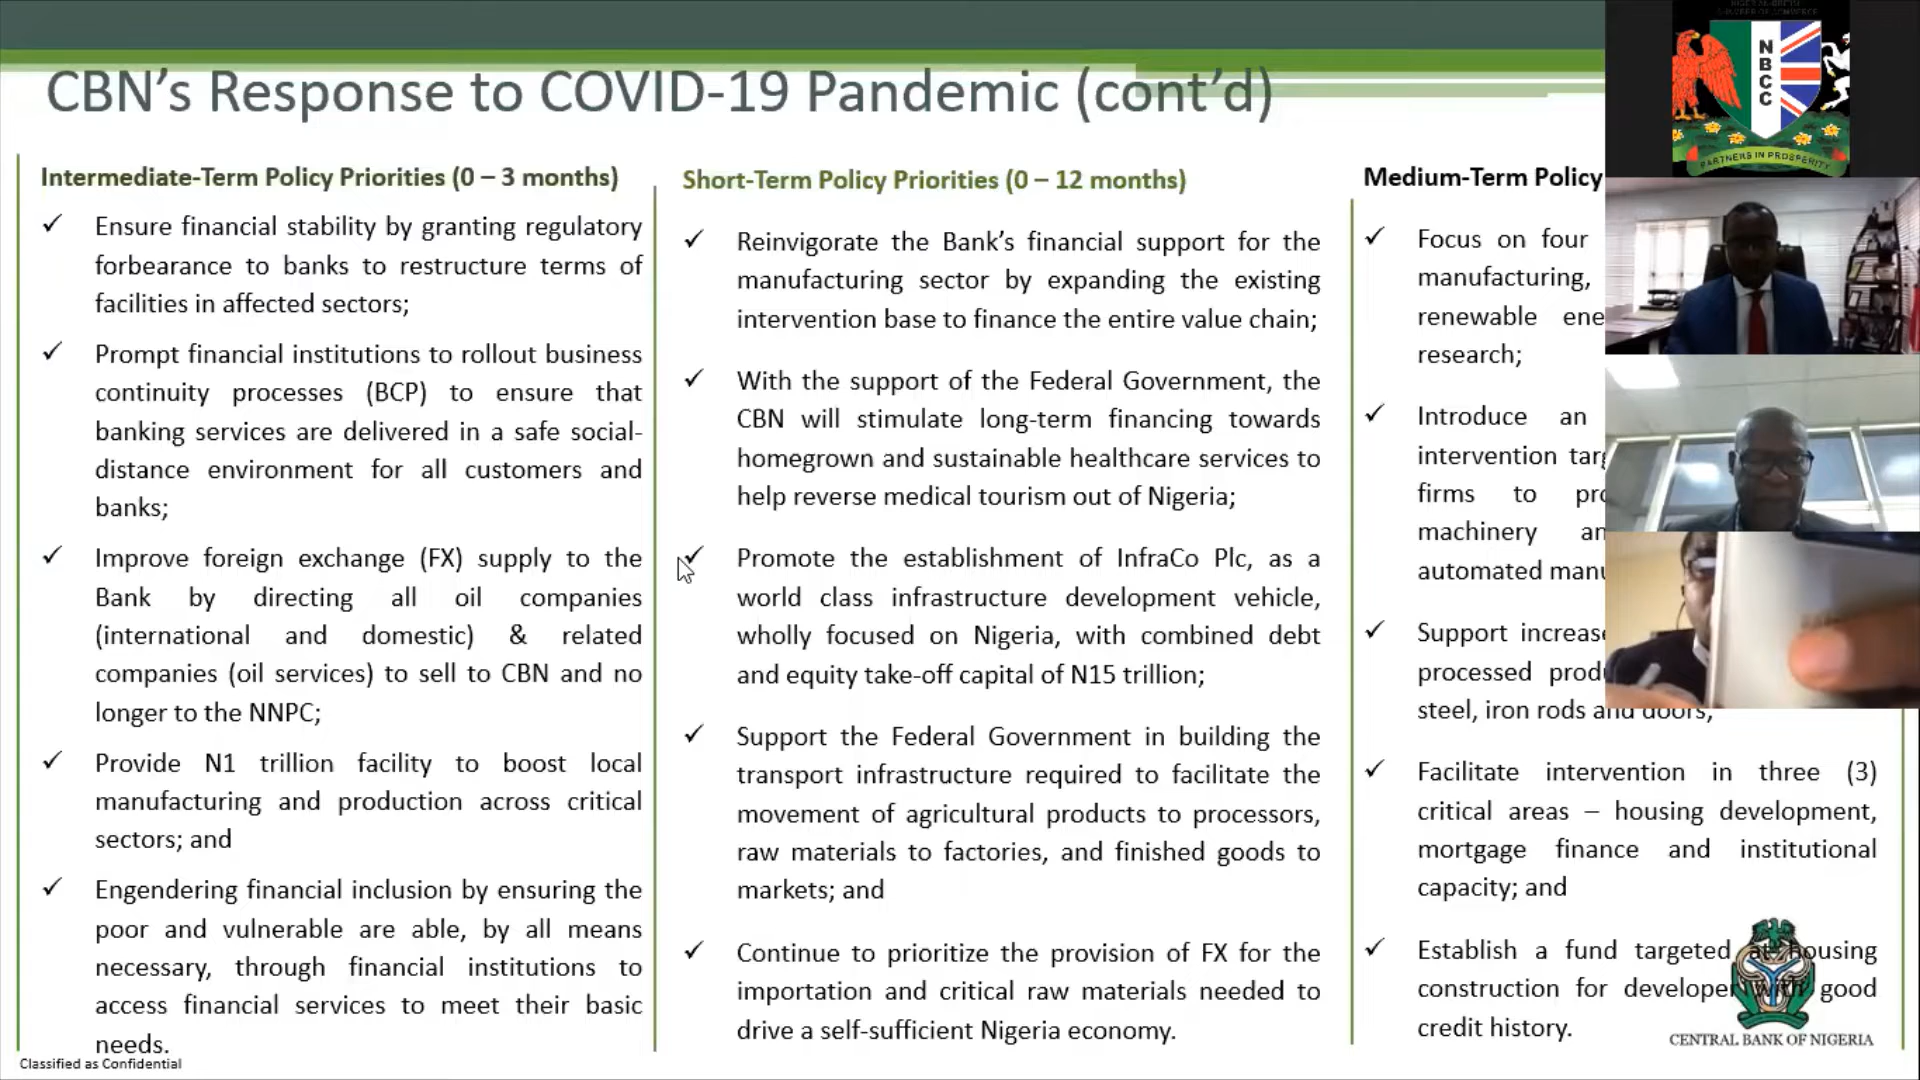 CBN's Response to COVID-19 Pandemic (cont'd)
Intermediate-Term Policy Priorities (0 – 3 months)
✓ Ensure financial stability by granting regulatory
forbearance to banks to restructure terms of
facilities in affected sectors;
✓ Prompt financial institutions to rollout business
continuity processes (BCP) to ensure that
banking services are delivered in a safe social-
distance environment for all customers and
banks;
✓ Improve foreign exchange (FX) supply to the
Bank by directing all oil companies
(international and domestic) & related
companies (oil services) to sell to CBN and no
longer to the NNPC;
✓ Provide N1 trillion facility to boost local
manufacturing and production across critical
sectors; and
✓ Engendering financial inclusion by ensuring the
poor and vulnerable are able, by all means
necessary, through financial institutions to
access financial services to meet their basic
needs.
Short-Term Policy Priorities (0 – 12 months)
✓ Reinvigorate the Bank's financial support for the
manufacturing sector by expanding the existing
intervention base to finance the entire value chain;
✓ With the support of the Federal Government, the
CBN will stimulate long-term financing towards
homegrown and sustainable healthcare services to
help reverse medical tourism out of Nigeria;
✓ Promote the establishment of InfraCo Plc, as a
world class infrastructure development vehicle,
wholly focused on Nigeria, with combined debt
and equity take-off capital of N15 trillion;
✓ Support the Federal Government in building the
transport infrastructure required to facilitate the
movement of agricultural products to processors,
raw materials to factories, and finished goods to
markets; and
✓ Continue to prioritize the provision of FX for the
importation and critical raw materials needed to
drive a self-sufficient Nigeria economy.
Medium-Term Policy
✓ Focus on four
manufacturing,
renewable
research;
✓ Introduce an
intervention
firms to
machinery
automated
✓ Support
processed
steel, iron rods and doors;
✓ Facilitate intervention in three (3)
critical areas – housing development,
mortgage finance and institutional
capacity; and
✓ Establish a fund targeted at housing
construction for developer with good
credit history.
NBCC
PARTNERS IN PROSPERITY
CENTRAL BANK OF NIGERIA
Classified as Confidential